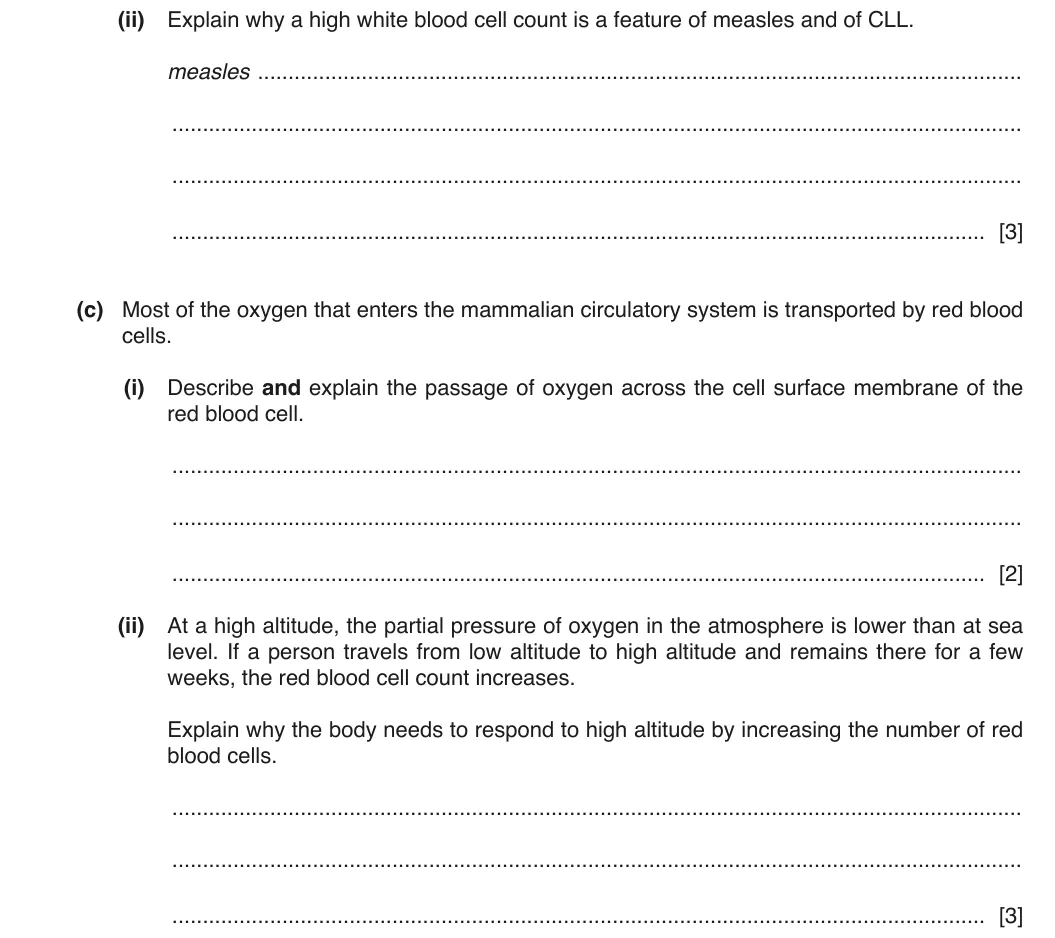 (ii) Explain why a high white blood cell count is a feature of measles and of CLL.
measles ..............................................................................................................................
............................................................................................................................................
............................................................................................................................................
...................................................................................................................................... [3]
(c) Most of the oxygen that enters the mammalian circulatory system is transported by red blood
cells.
(i) Describe and explain the passage of oxygen across the cell surface membrane of the
red blood cell.
............................................................................................................................................
............................................................................................................................................
...................................................................................................................................... [2]
(ii) At a high altitude, the partial pressure of oxygen in the atmosphere is lower than at sea
level. If a person travels from low altitude to high altitude and remains there for a few
weeks, the red blood cell count increases.
Explain why the body needs to respond to high altitude by increasing the number of red
blood cells.
............................................................................................................................................
............................................................................................................................................
...................................................................................................................................... [3]